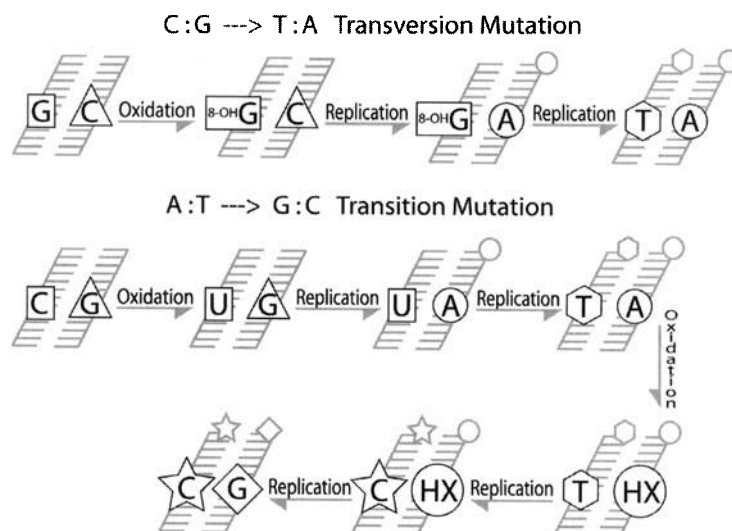 C:G ---> T:A Transversion Mutation
G C Oxidation 8-OHG C Replication 8-OHG A Replication T A
A:T ---> G:C Transition Mutation
C G Oxidation U G Replication U A Replication T A
Oxidation
C G Replication C HX Replication T HX